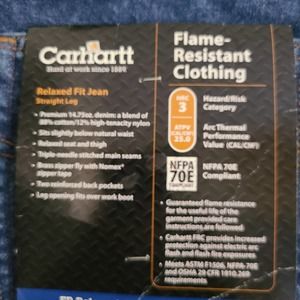 Carhartt
Hard at work since 1889.
Relaxed Fit Jean
Straight Leg
• Premium 14.75oz. denim: a blend of
88% cotton/12% high-tenacity nylon
• Sits slightly below natural waist
• Relaxed seat and thigh
• Triple-needle stitched main seams
• Brass zipper fly with Nomex®
zipper tape
• Two reinforced back pockets
• Leg opening fits over work boot
Flame-
Resistant
Clothing
HRC
3
Hazard/Risk
Category
ATPV
(CAL/CM²)
Arc Thermal
Performance
Value (CAL/CM²)
NFPA
70E
COMPLIANT
NFPA 70E
Compliant
• Guaranteed flame resistance
for the useful life of the
garment provided care
instructions are followed
• Carhartt FRC provides increased
protection against electric arc
flash and flash fire exposures
• Meets ASTM F1506, NFPA-70E
and OSHA 29 CFR 1910.269
requirements